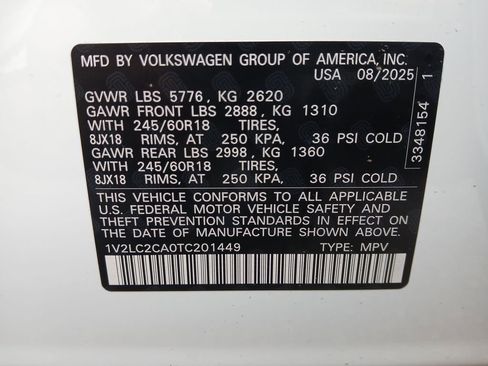 MFD BY VOLKSWAGEN GROUP OF AMERICA, INC.
USA 08/2025
GVWR LBS 5776, KG 2620
GAWR FRONT LBS 2888, KG 1310
WITH 245/60R18 TIRES,
8JX18 RIMS, AT 250 KPA, 36 PSI COLD
GAWR REAR LBS 2998, KG 1360
WITH 245/60R18 TIRES,
8JX18 RIMS, AT 250 KPA, 36 PSI COLD
THIS VEHICLE CONFORMS TO ALL APPLICABLE
U.S. FEDERAL MOTOR VEHICLE SAFETY AND THEFT
PREVENTION STANDARDS IN EFFECT ON THE
DATE OF MANUFACTURE SHOWN ABOVE.
1V2LC2CA0TC201449 TYPE: MPV
3348154 1